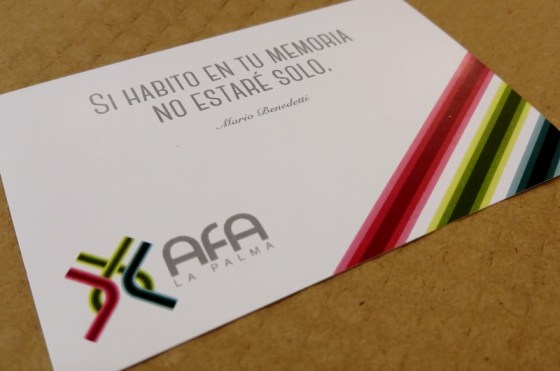 SI HABITO EN TU MEMORIA
NO ESTARÉ SOLO.
Mario Benedetti
AFA
LA PALMA